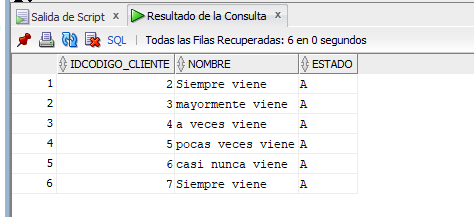 Salida de Script x Resultado de la Consulta x
SQL | Todas las Filas Recuperadas: 6 en 0 segundos
IDCODIGO_CLIENTE NOMBRE ESTADO
1 2 Siempre viene A
2 3 mayormente viene A
3 4 a veces viene A
4 5 pocas veces viene A
5 6 casi nunca viene A
6 7 Siempre viene A